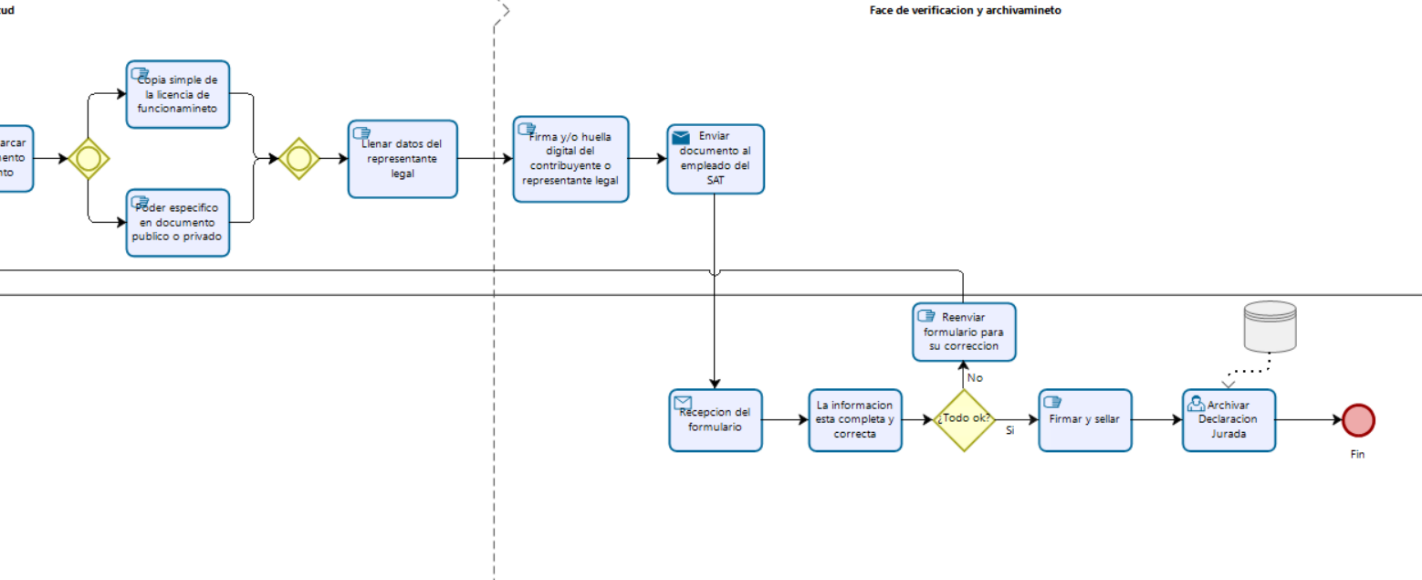 ud
Face de verificacion y archivamineto
Copia simple de
la licencia de
funcionamineto
arcar
ento
nto
Llenar datos del
representante
legal
Poder especifico
en documento
publico o privado
Firma y/o huella
digital del
contribuyente o
representante legal
Enviar
documento al
empleado del
SAT
Reenviar
formulario para
su correccion
No
Recepcion del
formulario
La informacion
esta completa y
correcta
¿Todo ok?
Si
Firmar y sellar
Archivar
Declaracion
Jurada
Fin